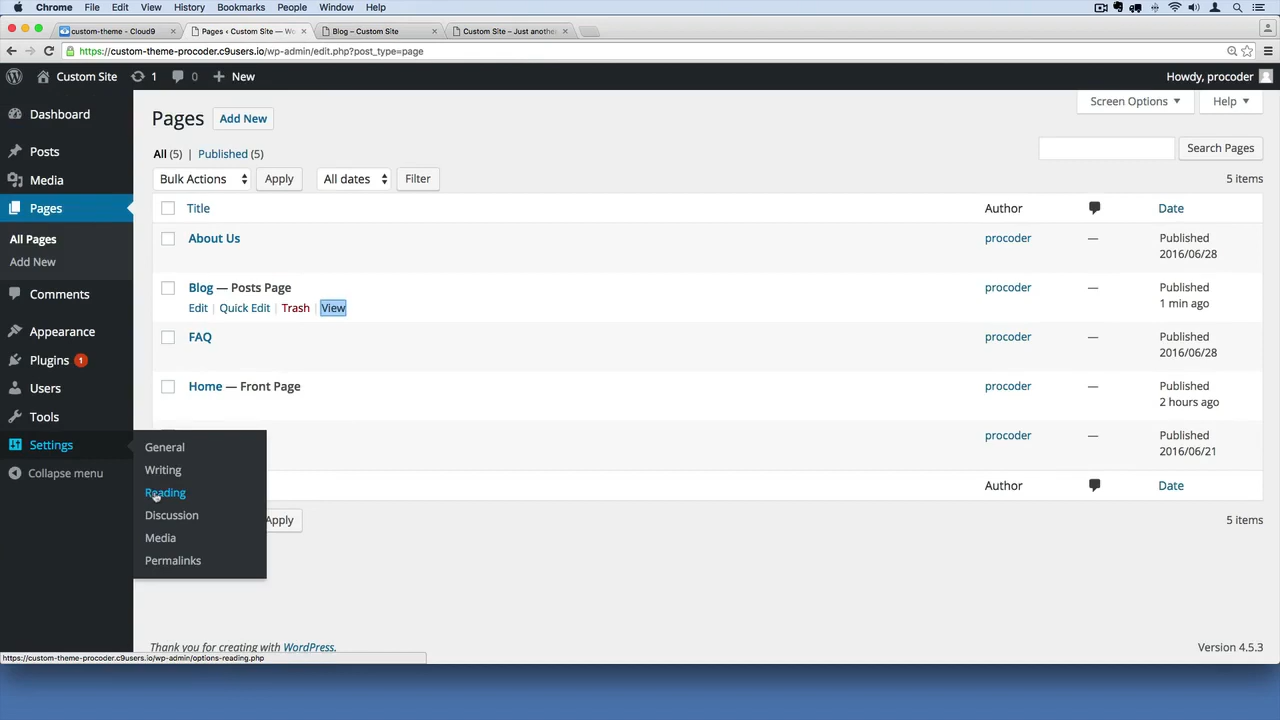 Chrome File Edit View History Bookmarks People Window Help
custom-theme - Cloud9 Pages ‹ Custom Site — Wo Blog – Custom Site Custom Site – Just anothe
https://custom-theme-procoder.c9users.io/wp-admin/edit.php?post_type=page
Custom Site 1 0 New Howdy, procoder
Dashboard
Posts
Media
Pages
All Pages
Add New
Comments
Appearance
Plugins 1
Users
Tools
Settings
Collapse menu
General
Writing
Reading
Discussion
Media
Permalinks
Screen Options Help
Pages Add New
All (5) | Published (5)
Search Pages
Bulk Actions Apply All dates Filter 5 items
Title Author Date
About Us procoder — Published
2016/06/28
Blog — Posts Page procoder — Published
Edit | Quick Edit | Trash | View 1 min ago
FAQ procoder — Published
2016/06/28
Home — Front Page procoder — Published
2 hours ago
procoder — Published
2016/06/21
Author Date
Apply 5 items
Thank you for creating with WordPress. Version 4.5.3
https://custom-theme-procoder.c9users.io/wp-admin/options-reading.php